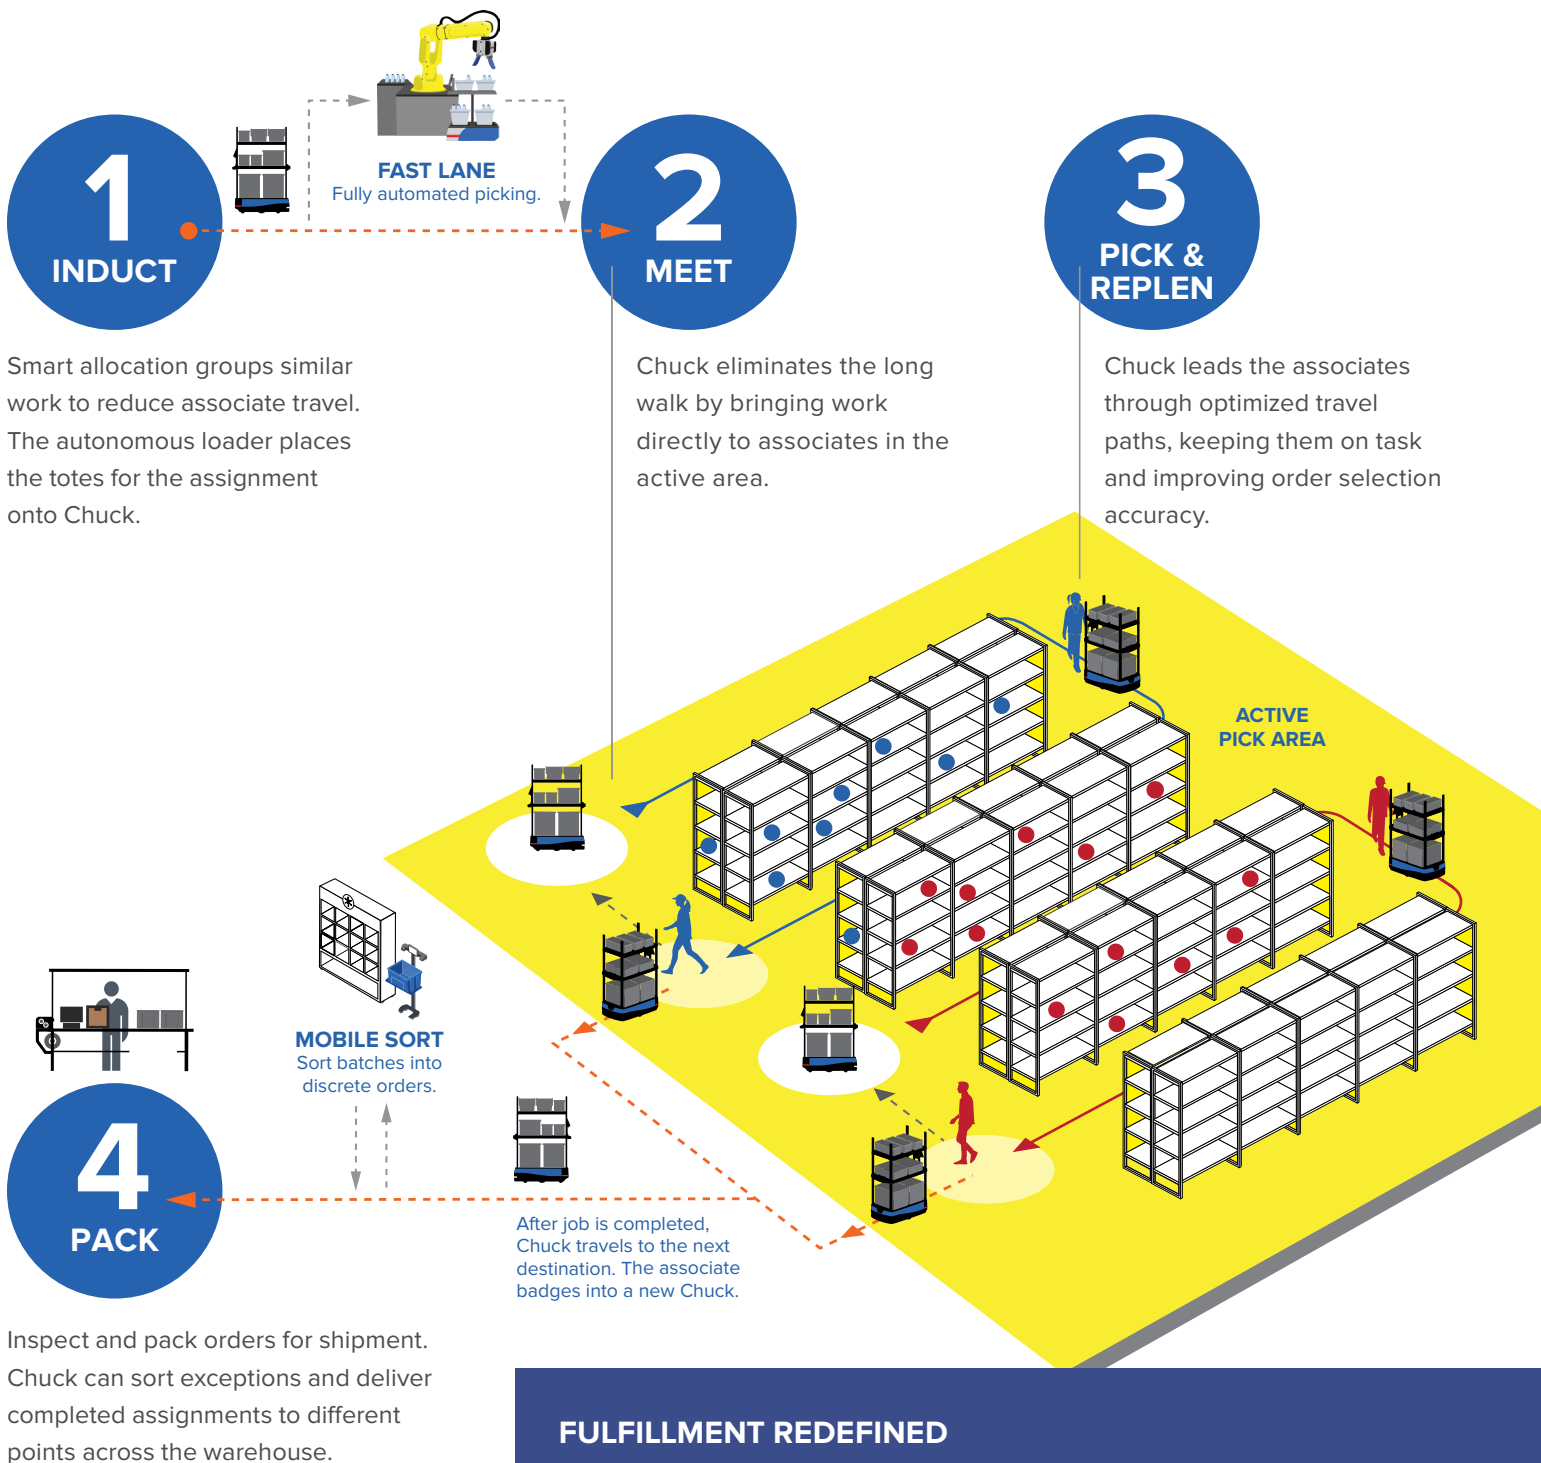 FAST LANE
Fully automated picking.
1
INDUCT
Smart allocation groups similar
work to reduce associate travel.
The autonomous loader places
the totes for the assignment
onto Chuck.
2
MEET
Chuck eliminates the long
walk by bringing work
directly to associates in the
active area.
3
PICK &
REPLEN
Chuck leads the associates
through optimized travel
paths, keeping them on task
and improving order selection
accuracy.
ACTIVE
PICK AREA
MOBILE SORT
Sort batches into
discrete orders.
4
PACK
Inspect and pack orders for shipment.
Chuck can sort exceptions and deliver
completed assignments to different
points across the warehouse.
After job is completed,
Chuck travels to the next
destination. The associate
badges into a new Chuck.
FULFILLMENT REDEFINED